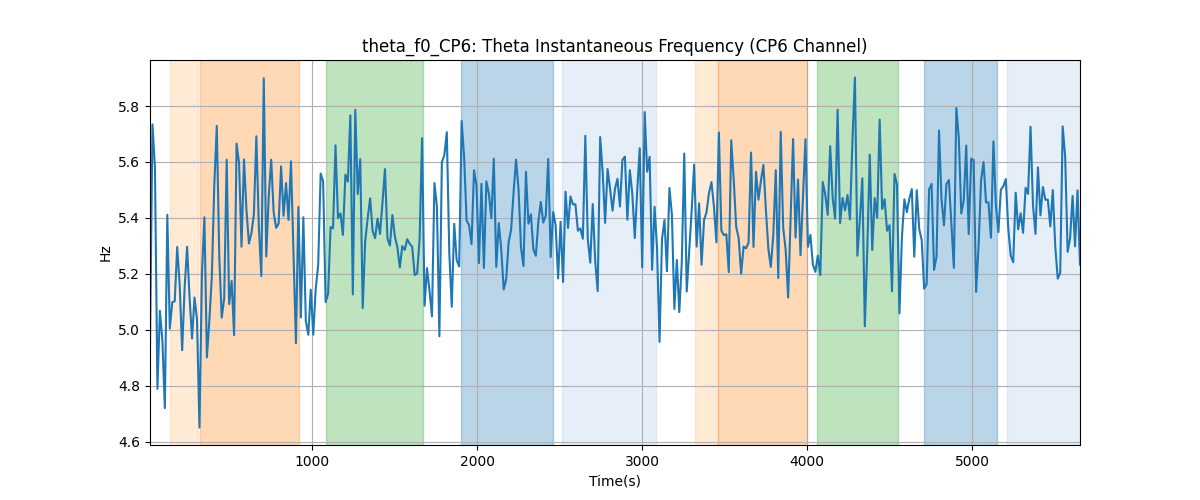 theta_f0_CP6: Theta Instantaneous Frequency (CP6 Channel)
Hz
5.8
5.6
5.4
5.2
5.0
4.8
4.6
1000 2000 3000 4000 5000
Time(s)